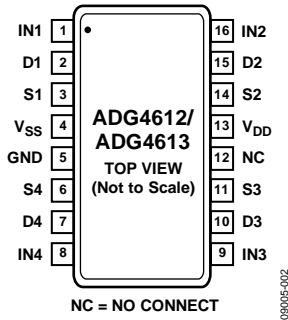 IN1 1 16 IN2
D1 2 15 D2
S1 3 14 S2
VSS 4 13 VDD
GND 5 12 NC
S4 6 11 S3
D4 7 10 D3
IN4 8 9 IN3
ADG4612/
ADG4613
TOP VIEW
(Not to Scale)
NC = NO CONNECT
09005-002